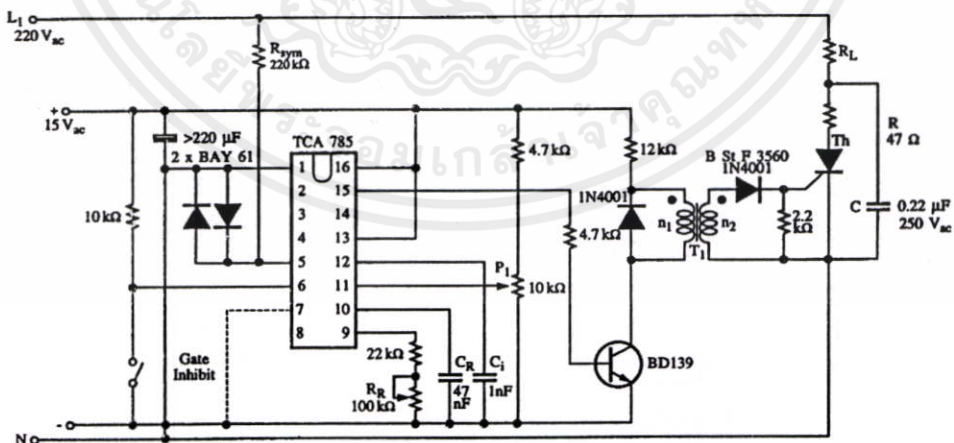 L1
220 Vac
Rsym
220 kΩ
RL
+
15 Vac
>220 μF
2 x BAY 61
TCA 785
4.7 kΩ
12 kΩ
B St F 3560
1N4001
Th
R
47 Ω
10 kΩ
1 16
2 15
3 14
4 13
5 12
6 11
7 10
8 9
1N4001
4.7 kΩ
n1
n2
T1
2.2
kΩ
C
0.22 μF
250 Vac
P1
10 kΩ
Gate
Inhibit
22 kΩ
RR
100 kΩ
CR
47
nF
Ci
1nF
BD139
-
N